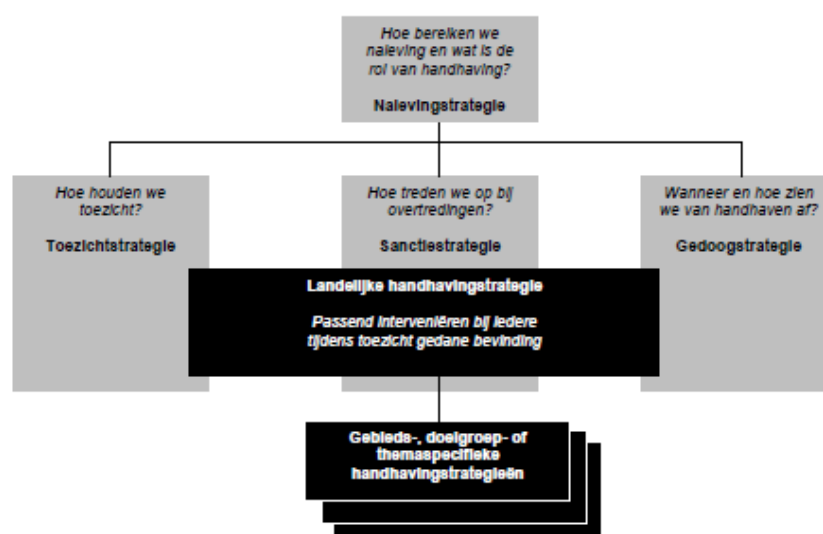 Hoe bereiken we
naleving en wat is de
rol van handhaving?
Nalevingstrategie
Hoe houden we
toezicht?
Toezichtstrategie
Hoe treden we op bij
overtredingen?
Sanctiestrategie
Wanneer en hoe zien
we van handhaven af?
Gedoogstrategie
Landelijke handhavingstrategie
Passend interveniëren bij iedere
tijdens toezicht gedane bevinding
Gebieds-, doelgroep- of
themaspecifieke
handhavingstrategieën